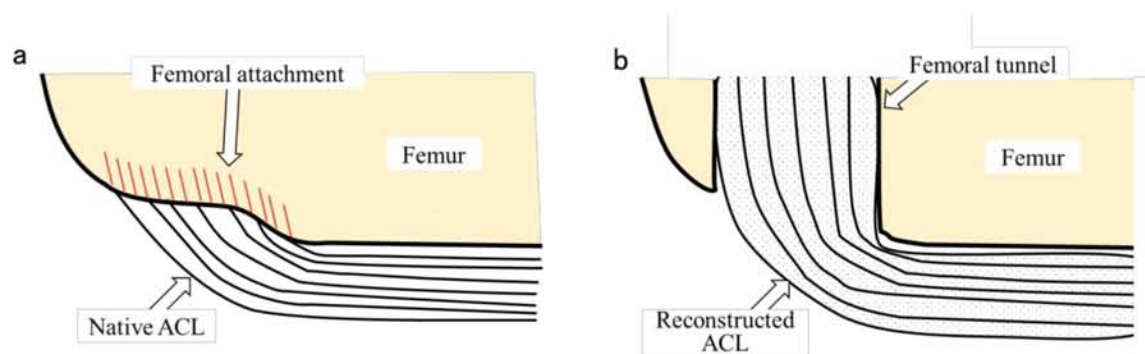 a
Femoral attachment
Femur
Native ACL
b
Femoral tunnel
Femur
Reconstructed
ACL